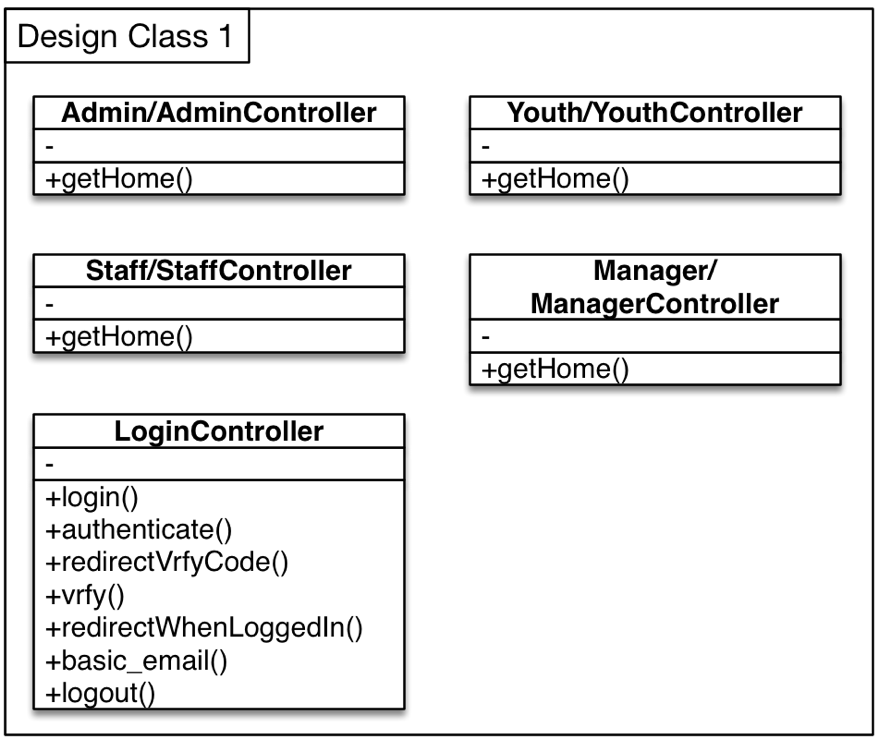 Design Class 1
Admin/AdminController
-
+getHome()
Youth/YouthController
-
+getHome()
Staff/StaffController
-
+getHome()
Manager/
ManagerController
-
+getHome()
LoginController
-
+login()
+authenticate()
+redirectVrfyCode()
+vrfy()
+redirectWhenLoggedIn()
+basic_email()
+logout()